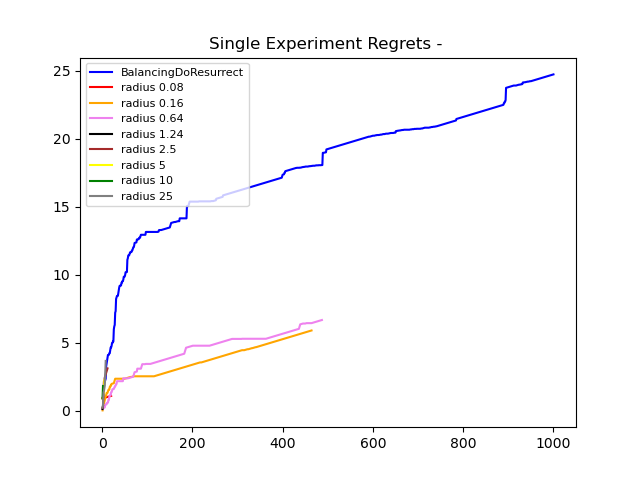 Single Experiment Regrets -
25
20
15
10
5
0
BalancingDoResurrect
radius 0.08
radius 0.16
radius 0.64
radius 1.24
radius 2.5
radius 5
radius 10
radius 25
0 200 400 600 800 1000